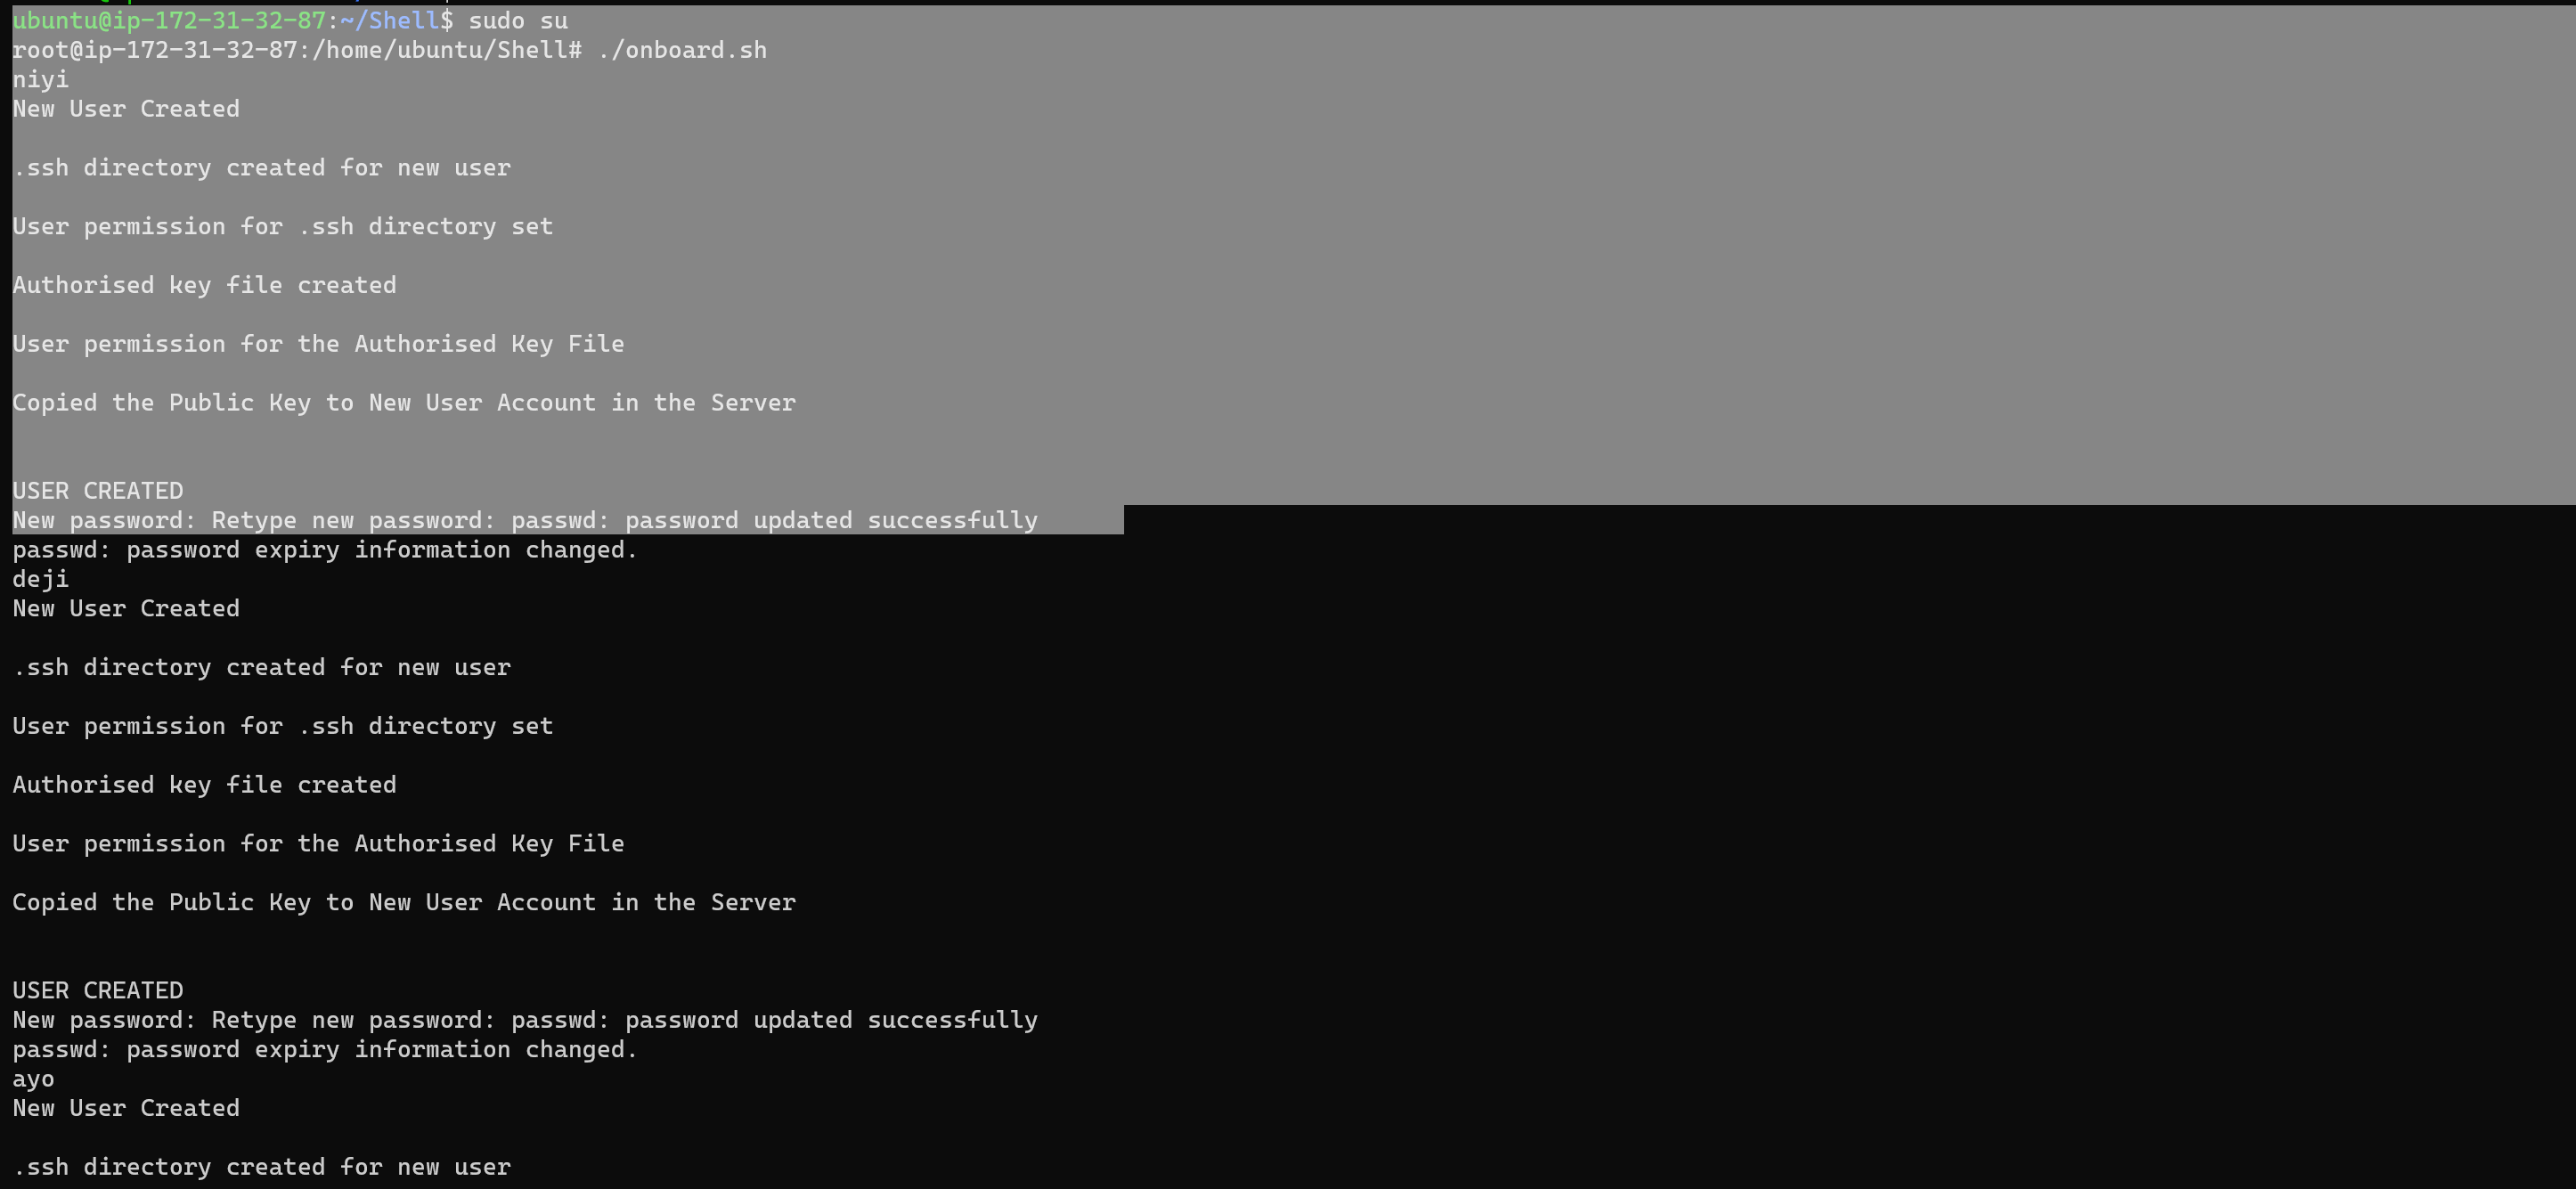 ubuntu@ip-172-31-32-87:~/Shell$ sudo su
root@ip-172-31-32-87:/home/ubuntu/Shell# ./onboard.sh
niyi
New User Created
.ssh directory created for new user
User permission for .ssh directory set
Authorised key file created
User permission for the Authorised Key File
Copied the Public Key to New User Account in the Server
USER CREATED
New password: Retype new password: passwd: password updated successfully
passwd: password expiry information changed.
deji
New User Created
.ssh directory created for new user
User permission for .ssh directory set
Authorised key file created
User permission for the Authorised Key File
Copied the Public Key to New User Account in the Server
USER CREATED
New password: Retype new password: passwd: password updated successfully
passwd: password expiry information changed.
ayo
New User Created
.ssh directory created for new user